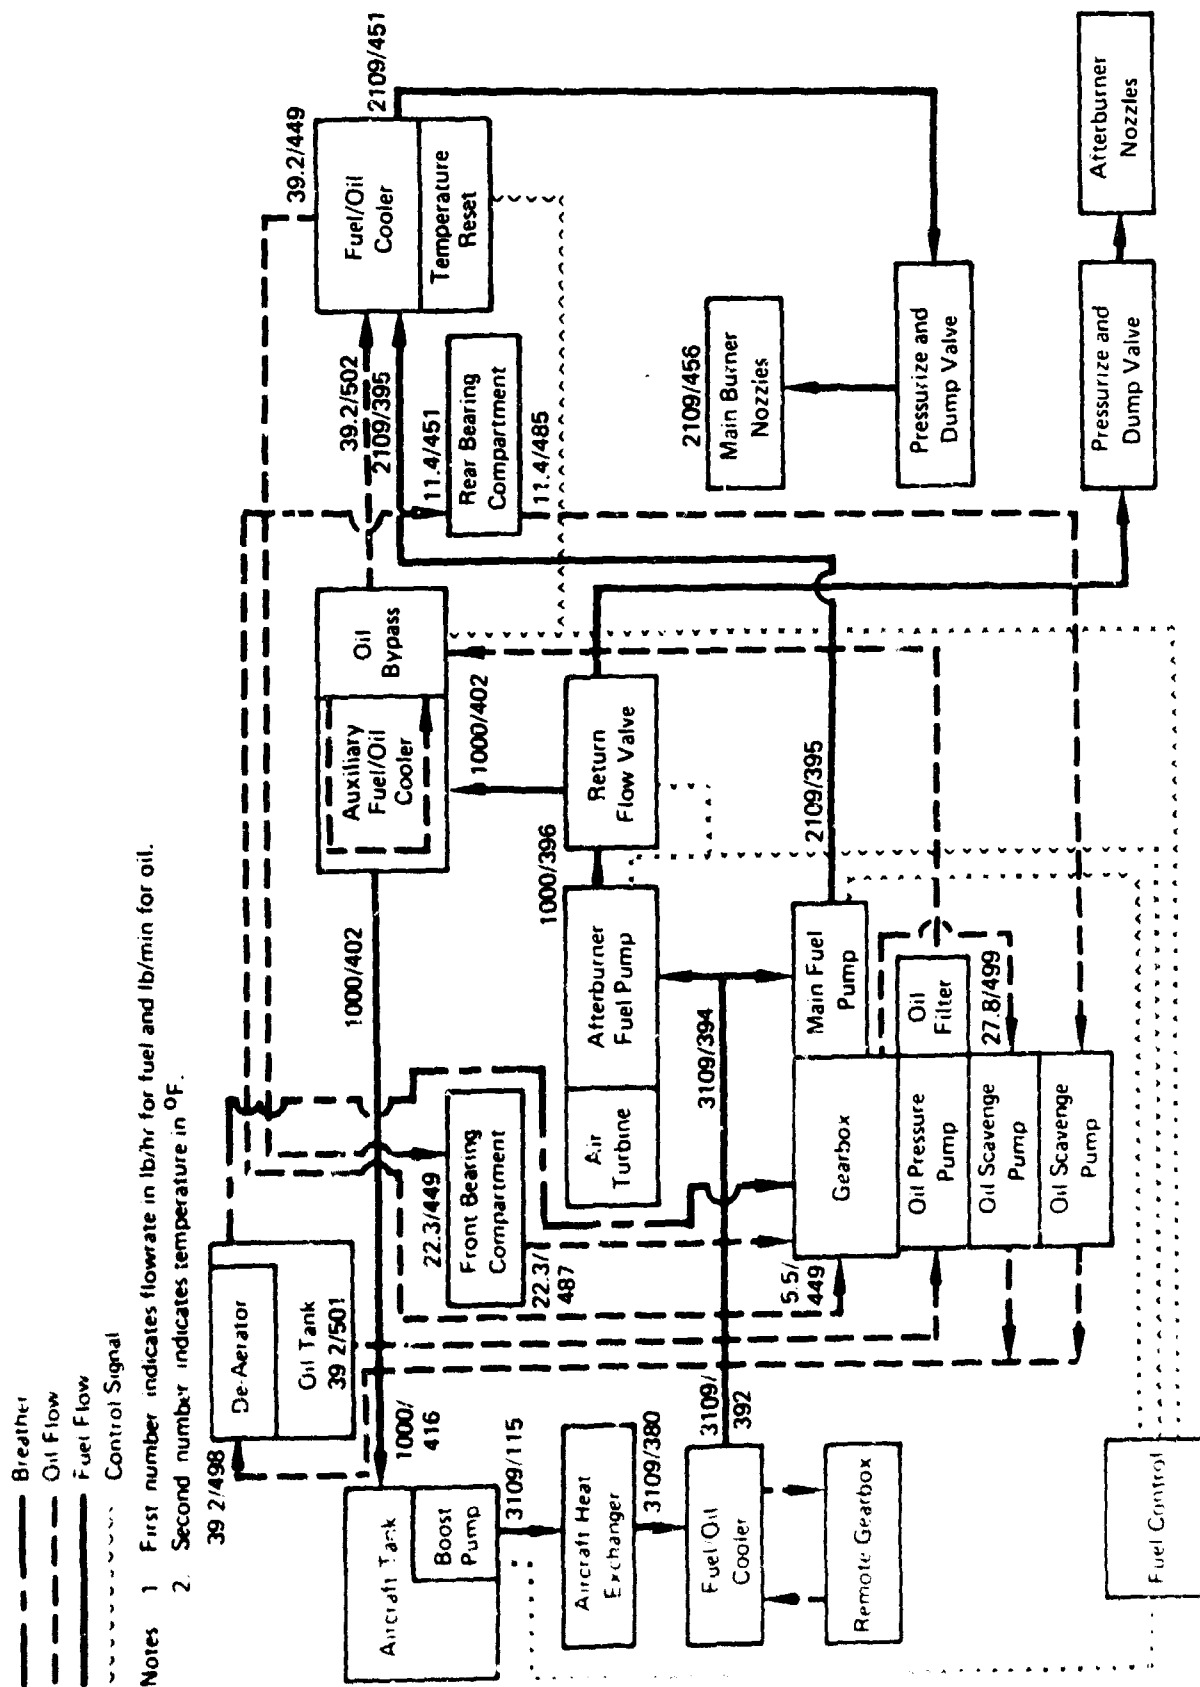 Breather
Oil Flow
Fuel Flow
Control Signal
Notes 1 First number indicates flowrate in lb/hr for fuel and lb/min for oil.
2. Second number indicates temperature in °F.
39 2/498
De-Aerator
Oil Tank
39 2/501
Aircraft Tank
Boost
Pump
1000/
416
3109/115
Aircraft Heat
Exchanger
3109/380
Fuel/Oil
Cooler
3109/
392
Remote Gearbox
Fuel Control
1000/402
22.3/449
Front Bearing
Compartment
22.3/
487
Air
Turbine
Afterburner
Fuel Pump
3109/394
1000/396
Return
Flow Valve
1000/402
Auxiliary
Fuel/Oil
Cooler
Oil
Bypass
5.5/
449
Gearbox
Main Fuel
Pump
Oil Pressure
Pump
Oil
Filter
Oil Scavenge
Pump
27.8/499
Oil Scavenge
Pump
2109/395
39.2/502
2109/395
11.4/451
Rear Bearing
Compartment
11.4/485
39.2/449
Fuel/Oil
Cooler
Temperature
Reset
2109/451
2109/456
Main Burner
Nozzles
Pressurize and
Dump Valve
Pressurize and
Dump Valve
Afterburner
Nozzles